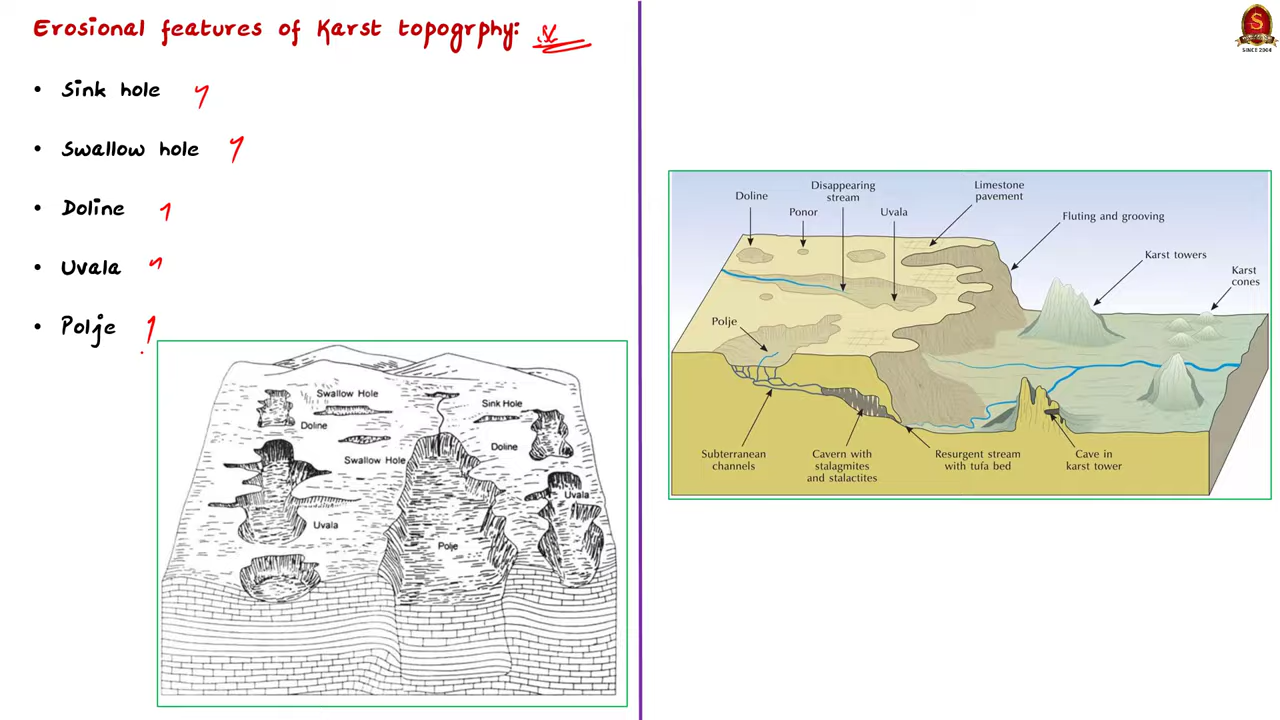 Erosional features of Karst topogrphy:
• Sink hole
• Swallow hole
• Doline
• Uvala
• Polje
Swallow Hole
Sink Hole
Doline
Doline
Swallow Hole
Uvala
Uvala
Polje
S
SINCE 2004
Doline
Disappearing
stream
Limestone
pavement
Ponor
Uvala
Fluting and grooving
Karst towers
Karst
cones
Polje
Subterranean
channels
Cavern with
stalagmites
and stalactites
Resurgent stream
with tufa bed
Cave in
karst tower